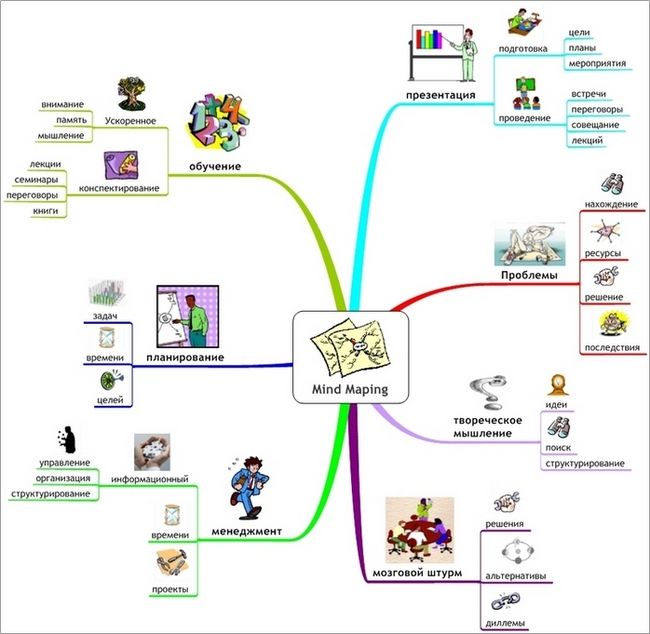 Mind Maping
презентация
подготовка
цели
планы
мероприятия
проведение
встречи
переговоры
совещание
лекций
Проблемы
нахождение
ресурсы
решение
последствия
твореческое
мышление
идеи
поиск
структурирование
мозговой штурм
решения
альтернативы
диллемы
обучение
Ускоренное
внимание
память
мышление
конспектирование
лекции
семинары
переговоры
книги
планирование
задач
времени
целей
менеджмент
информационный
управление
организация
структурирование
времени
проекты